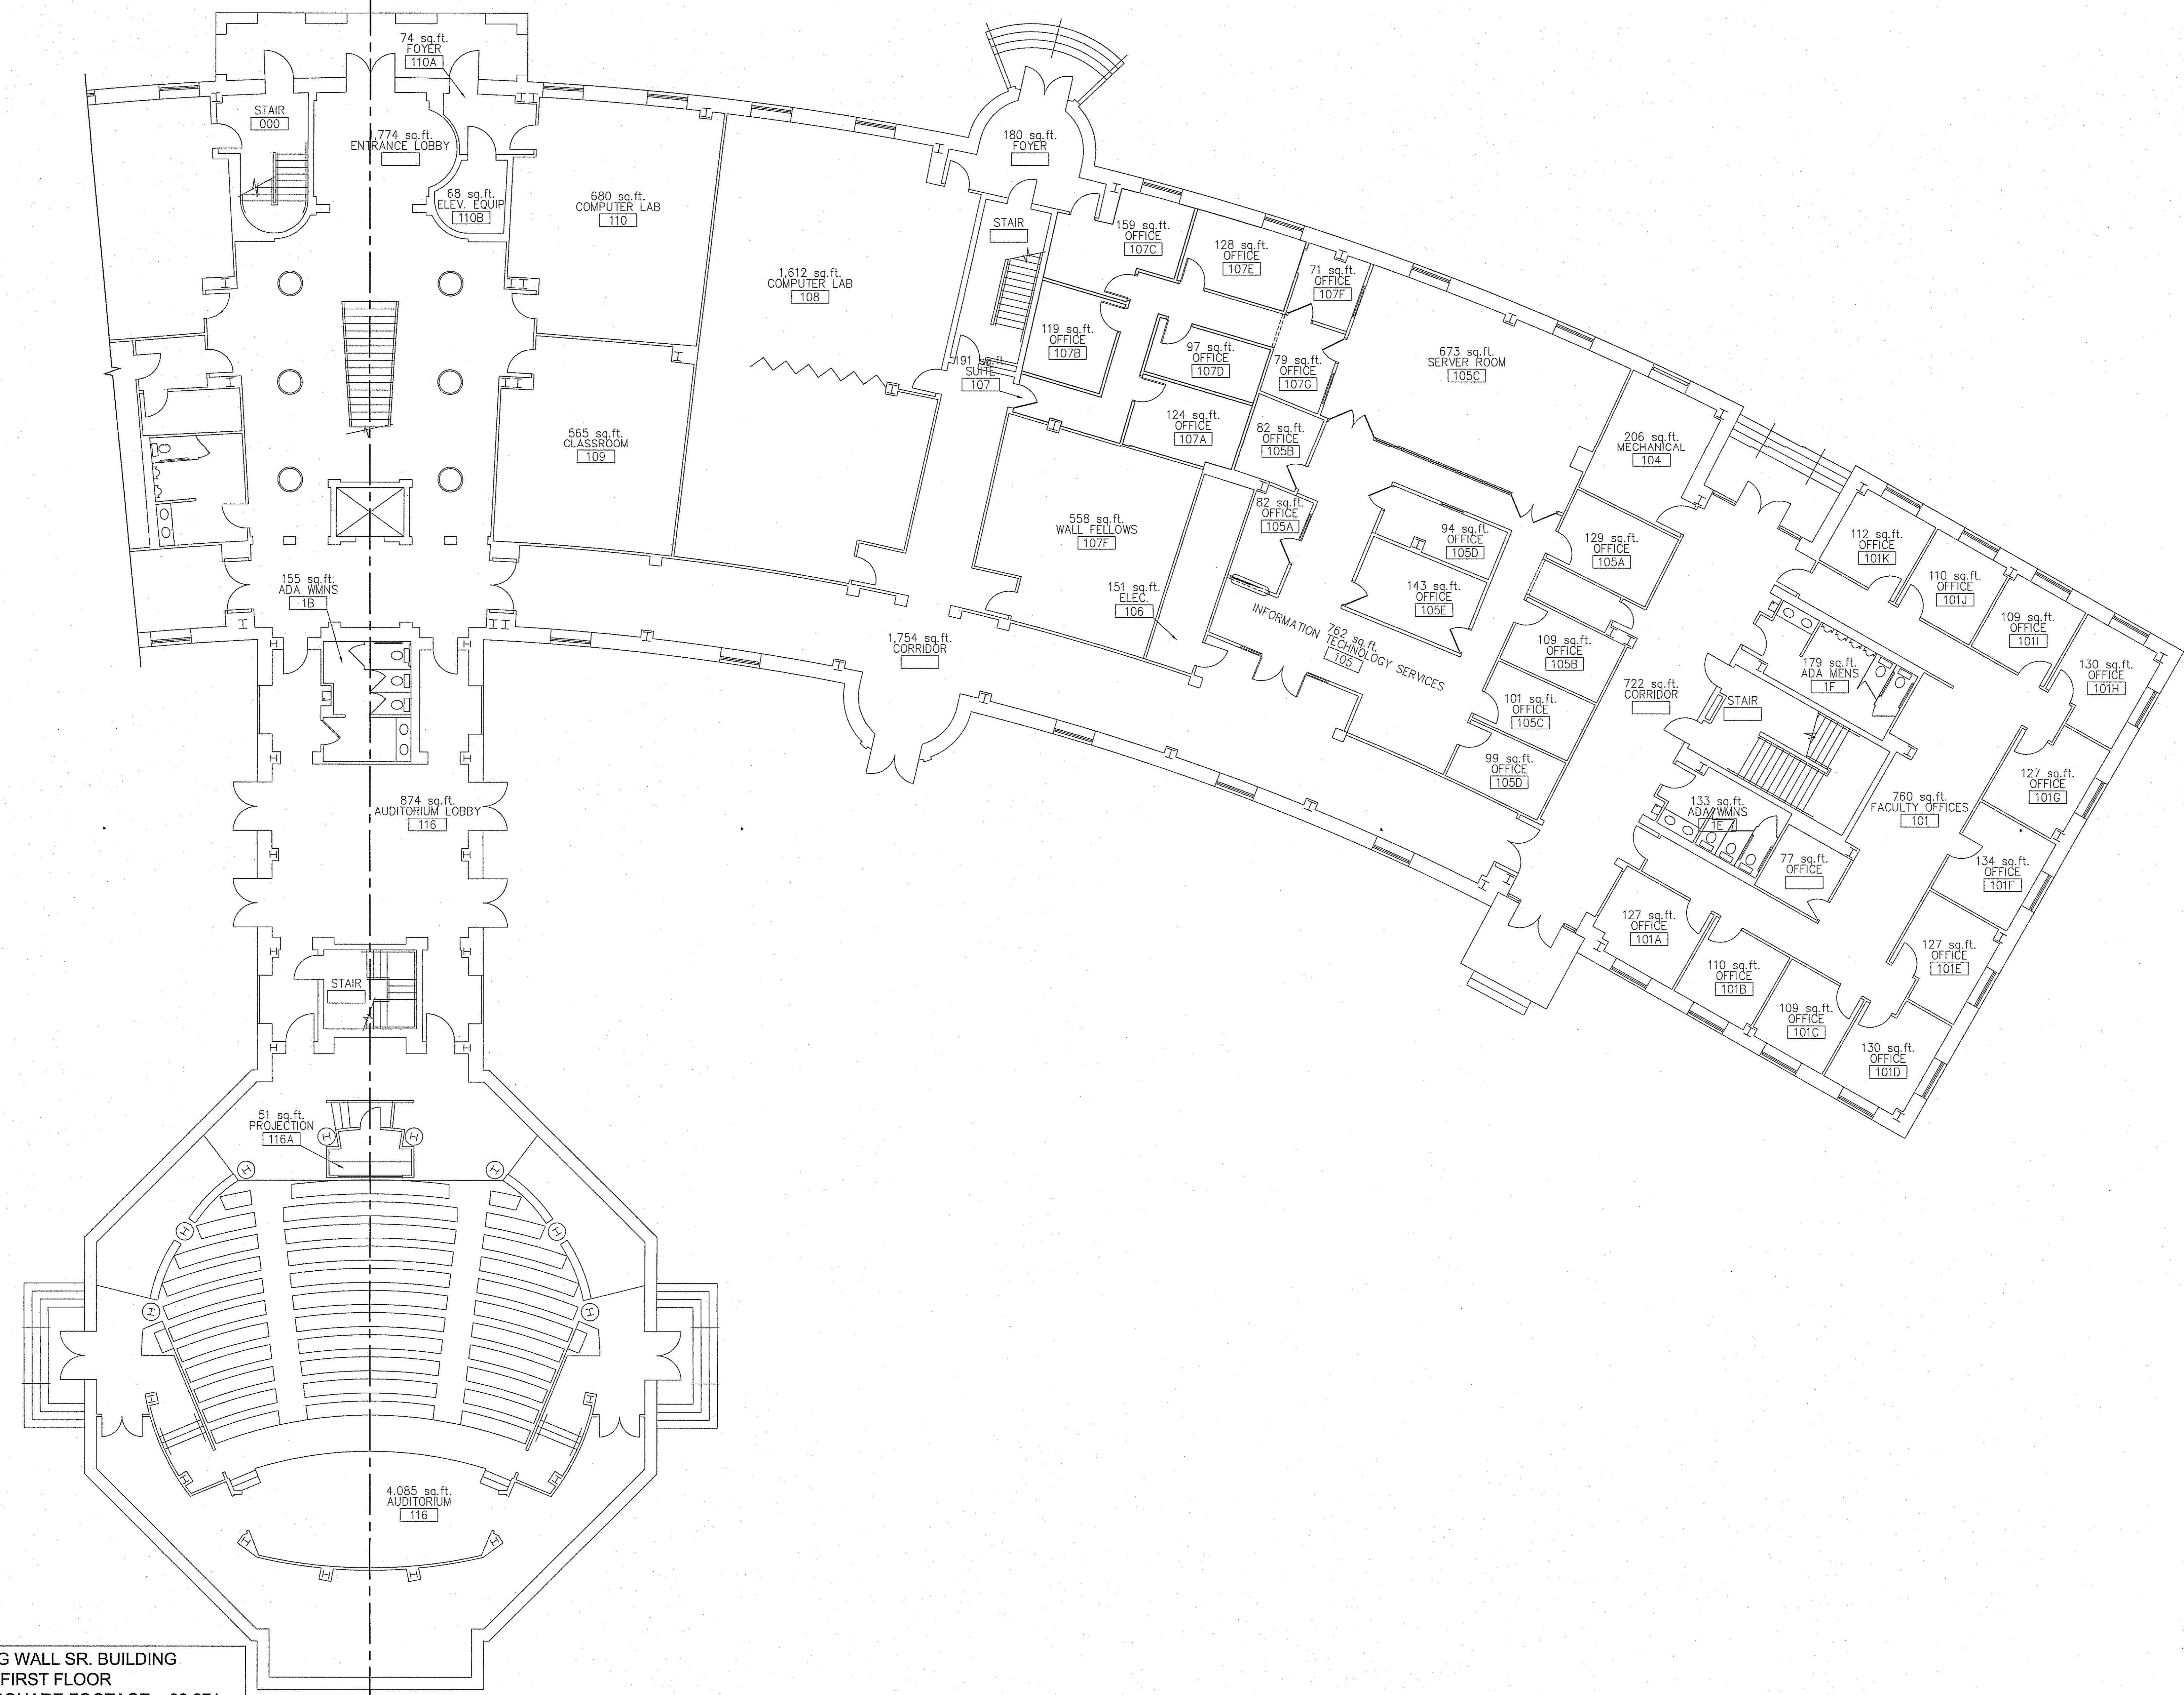 74 sq.ft.
FOYER
110A
STAIR
000
1,774 sq.ft.
ENTRANCE LOBBY
68 sq.ft.
ELEV. EQUIP
110B
680 sq.ft.
COMPUTER LAB
110
1,612 sq.ft.
COMPUTER LAB
108
180 sq.ft.
FOYER
STAIR
159 sq.ft.
OFFICE
107C
128 sq.ft.
OFFICE
107E
71 sq.ft.
OFFICE
107F
119 sq.ft.
OFFICE
107B
97 sq.ft.
OFFICE
107D
79 sq.ft.
OFFICE
107G
191 sq.ft.
SUITE
107
124 sq.ft.
OFFICE
107A
82 sq.ft.
OFFICE
105B
673 sq.ft.
SERVER ROOM
105C
206 sq.ft.
MECHANICAL
104
565 sq.ft.
CLASSROOM
109
558 sq.ft.
WALL FELLOWS
107F
82 sq.ft.
OFFICE
105A
94 sq.ft.
OFFICE
105D
129 sq.ft.
OFFICE
105A
143 sq.ft.
OFFICE
105E
151 sq.ft.
ELEC.
106
INFORMATION TECHNOLOGY SERVICES
762 sq.ft.
105
109 sq.ft.
OFFICE
105B
101 sq.ft.
OFFICE
105C
99 sq.ft.
OFFICE
105D
112 sq.ft.
OFFICE
101K
110 sq.ft.
OFFICE
101J
109 sq.ft.
OFFICE
101I
130 sq.ft.
OFFICE
101H
179 sq.ft.
ADA MENS
1F
722 sq.ft.
CORRIDOR
STAIR
127 sq.ft.
OFFICE
101G
760 sq.ft.
FACULTY OFFICES
101
133 sq.ft.
ADA WMNS
1E
77 sq.ft.
OFFICE
134 sq.ft.
OFFICE
101F
127 sq.ft.
OFFICE
101A
127 sq.ft.
OFFICE
101E
110 sq.ft.
OFFICE
101B
109 sq.ft.
OFFICE
101C
130 sq.ft.
OFFICE
101D
155 sq.ft.
ADA WMNS
1B
1,754 sq.ft.
CORRIDOR
874 sq.ft.
AUDITORIUM LOBBY
116
STAIR
51 sq.ft.
PROJECTION
116A
4.085 sq.ft.
AUDITORIUM
116
G WALL SR. BUILDING
FIRST FLOOR